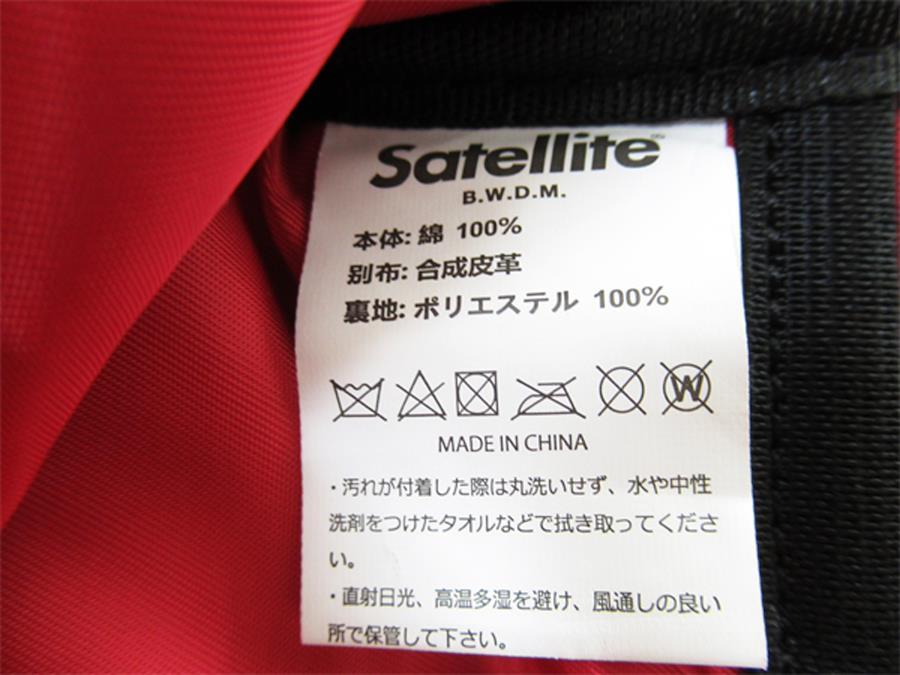 Satellite™
B.W.D.M.
本体: 綿 100%
別布: 合成皮革
裏地: ポリエステル 100%
W
MADE IN CHINA
・汚れが付着した際は丸洗いせず、水や中性
洗剤をつけたタオルなどで拭き取ってくださ
い。
・直射日光、高温多湿を避け、風通しの良い
所で保管して下さい。